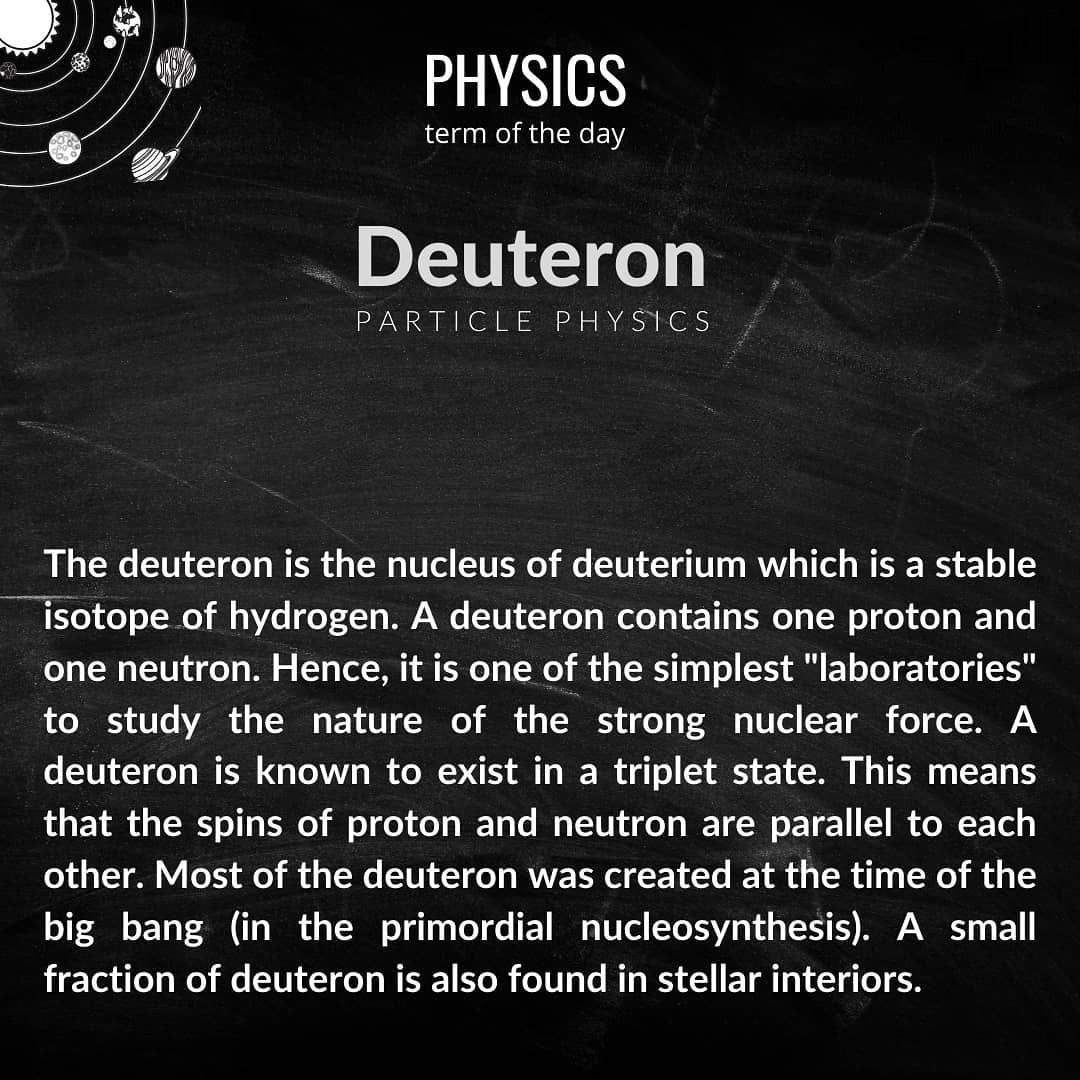 PHYSICS
term of the day
Deuteron
PARTICLE PHYSICS
The deuteron is the nucleus of deuterium which is a stable
isotope of hydrogen. A deuteron contains one proton and
one neutron. Hence, it is one of the simplest "laboratories"
to study the nature of the strong nuclear force. A
deuteron is known to exist in a triplet state. This means
that the spins of proton and neutron are parallel to each
other. Most of the deuteron was created at the time of the
big bang (in the primordial nucleosynthesis). A small
fraction of deuteron is also found in stellar interiors.